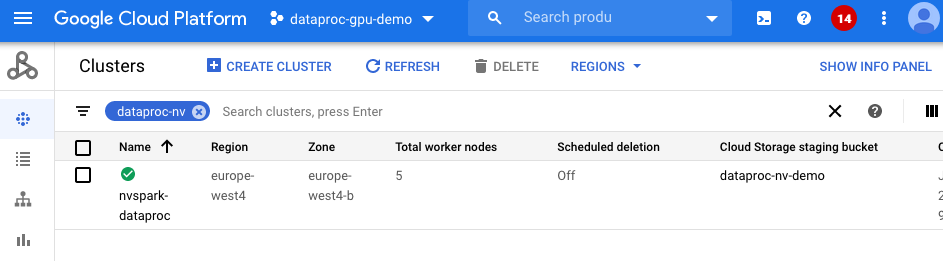 Google Cloud Platform dataproc-gpu-demo Search produ 14
Clusters CREATE CLUSTER REFRESH DELETE REGIONS SHOW INFO PANEL
dataproc-nv Search clusters, press Enter
Name Region Zone Total worker nodes Scheduled deletion Cloud Storage staging bucket
nvspark-
dataproc
europe-
west4
europe-
west4-b
5
Off
dataproc-nv-demo